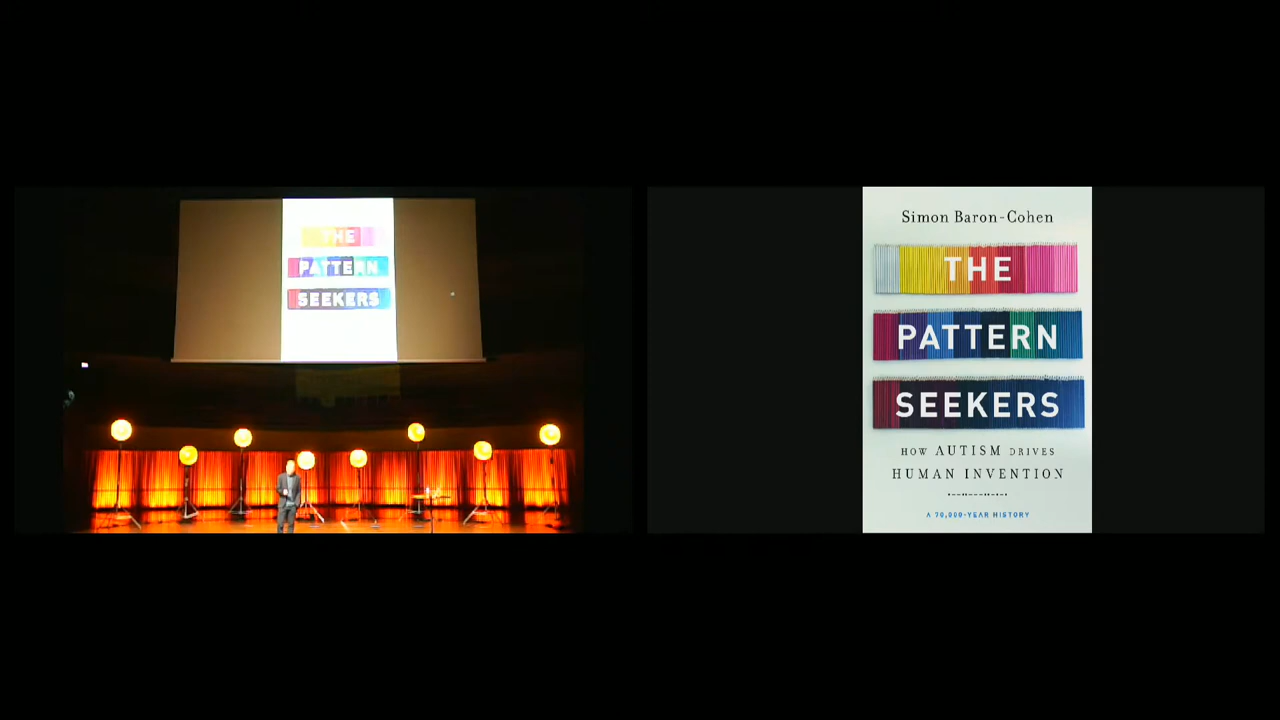 THE
PATTERN
SEEKERS
Simon Baron-Cohen
THE
PATTERN
SEEKERS
HOW AUTISM DRIVES
HUMAN INVENTION
A 70,000-YEAR HISTORY